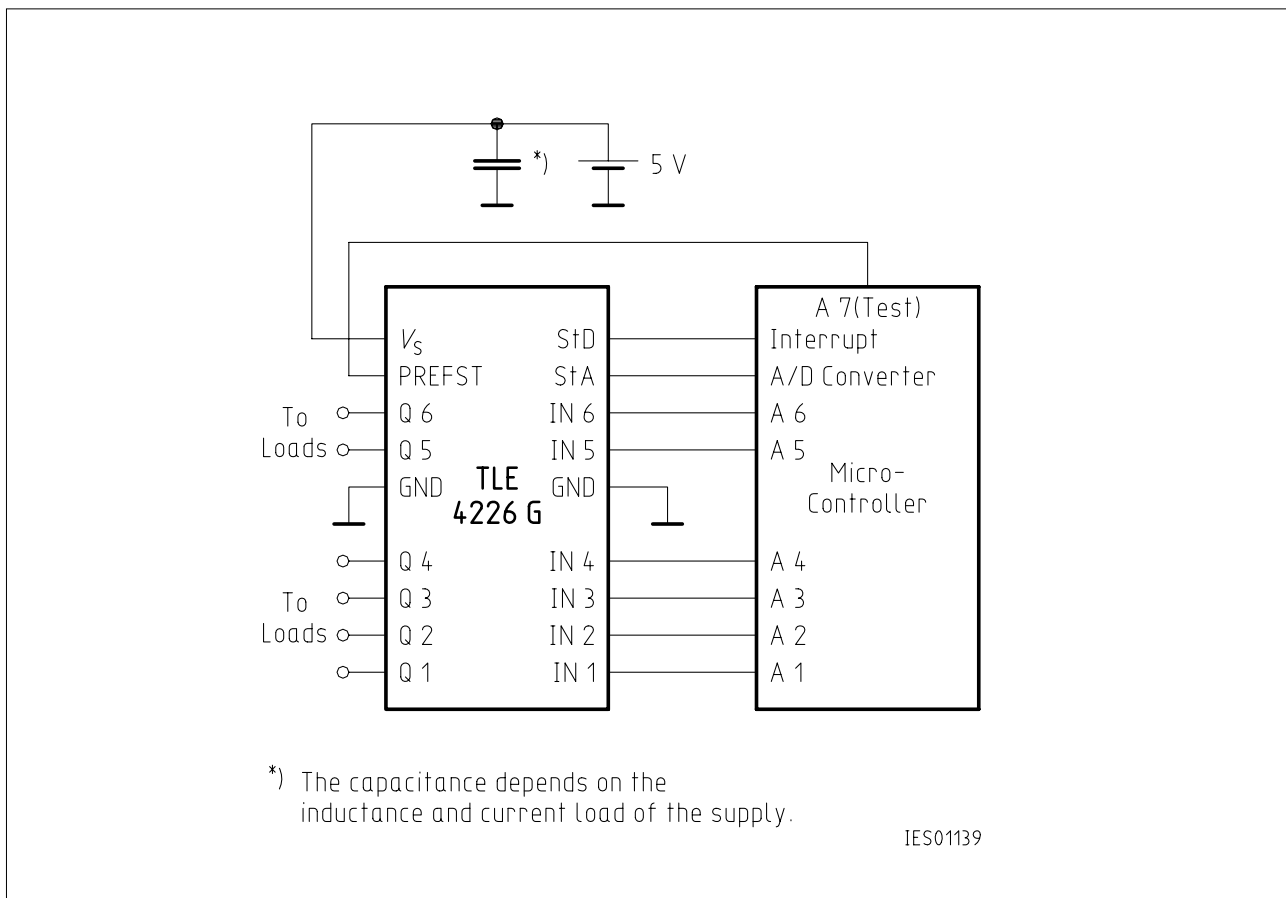 *) 5 V
A 7(Test)
VS StD Interrupt
PREFST StA A/D Converter
To
Loads
Q 6 IN 6 A 6
Q 5 IN 5 A 5
GND TLE
4226 G GND
Micro-
Controller
Q 4 IN 4 A 4
To
Loads
Q 3 IN 3 A 3
Q 2 IN 2 A 2
Q 1 IN 1 A 1
*) The capacitance depends on the
inductance and current load of the supply.
IES01139